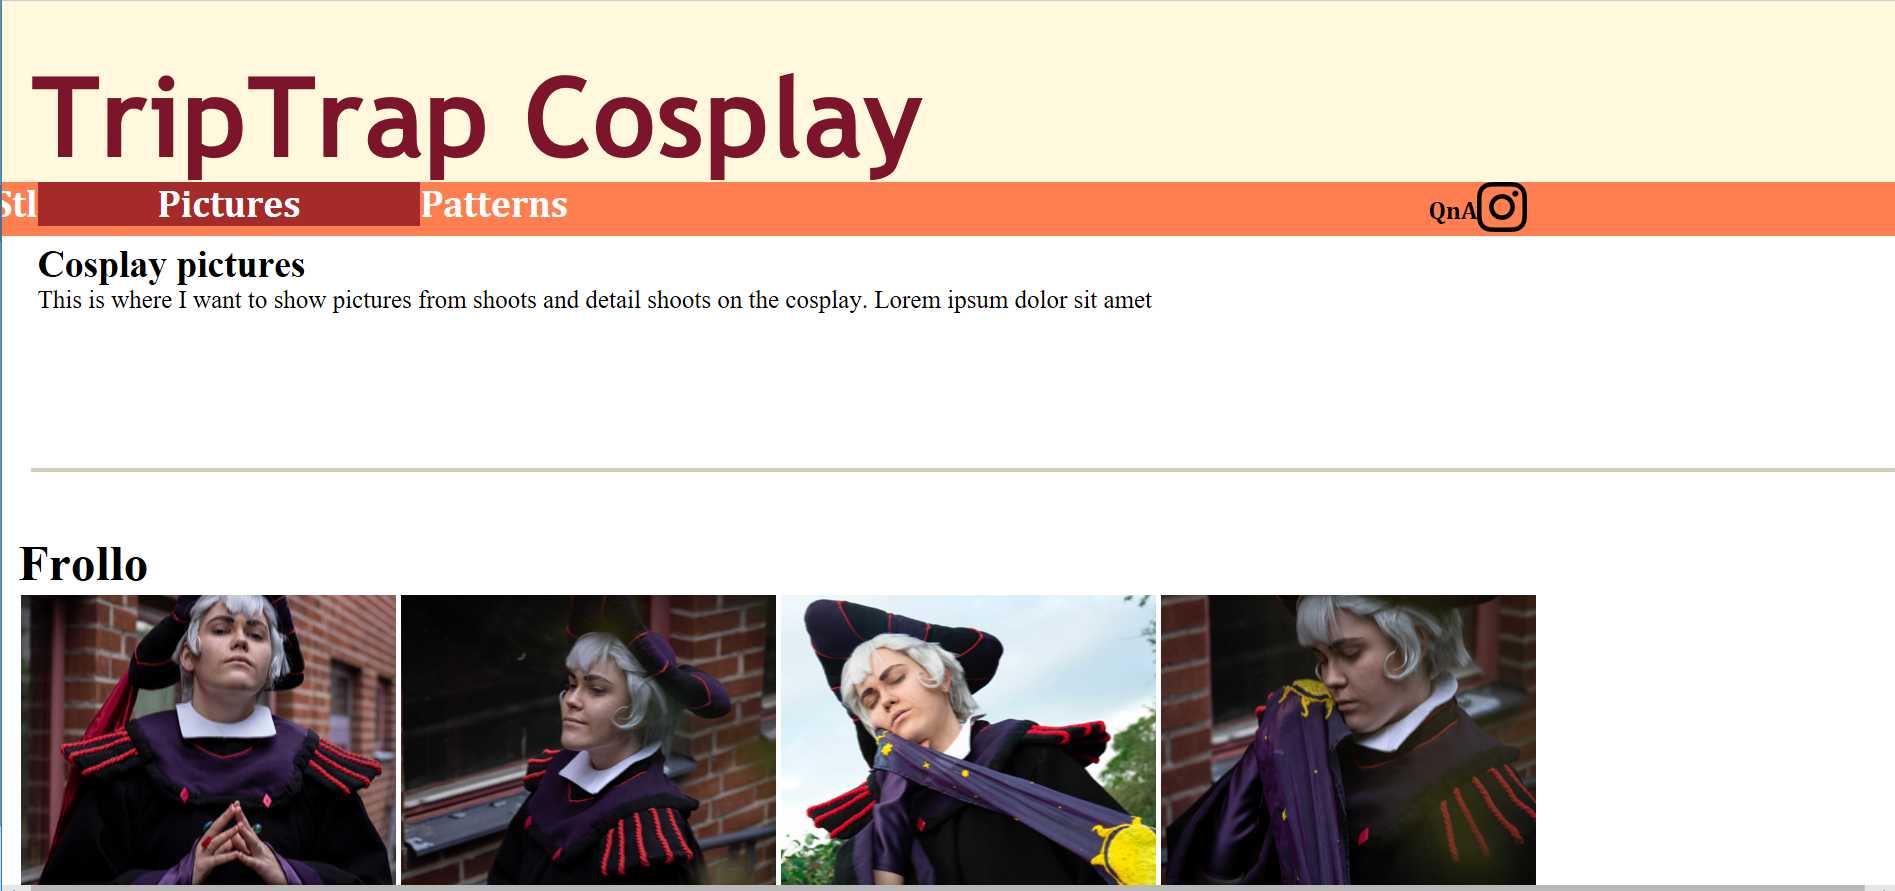 TripTrap Cosplay
Stl Pictures Patterns QnA
Cosplay pictures
This is where I want to show pictures from shoots and detail shoots on the cosplay. Lorem ipsum dolor sit amet
Frollo